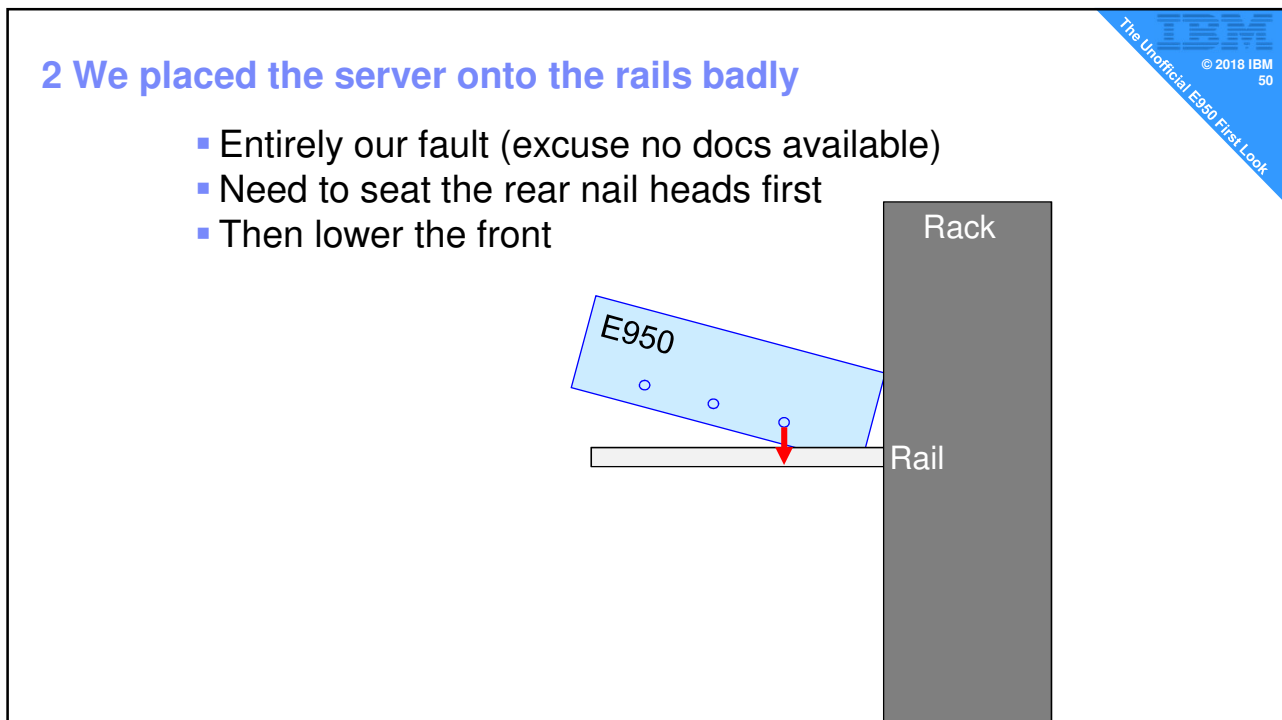 2 We placed the server onto the rails badly
IBM
© 2018 IBM
50
The Unofficial E950 First Look
Entirely our fault (excuse no docs available)
Need to seat the rear nail heads first
Then lower the front
Rack
E950
Rail